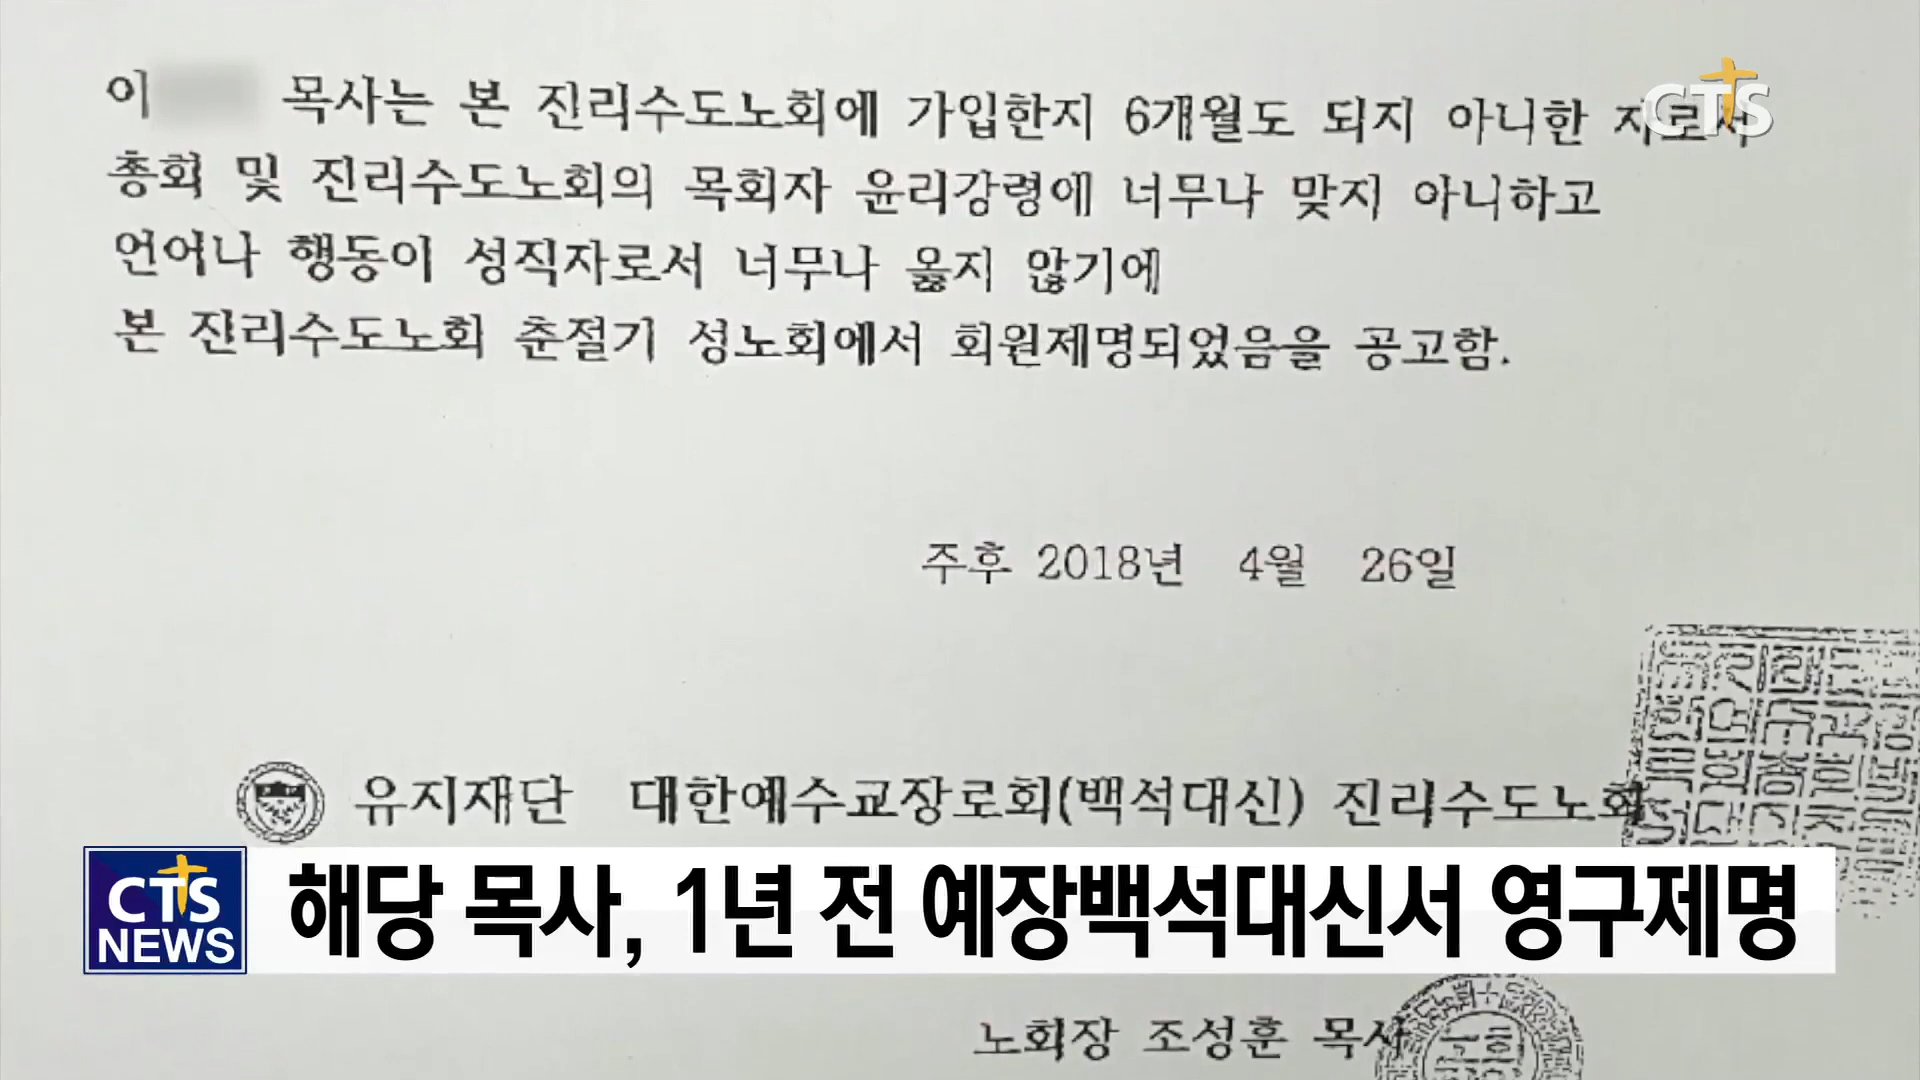 이 목사는 본 진리수도노회에 가입한지 6개월도 되지 아니한 자로서
CTS
총회 및 진리수도노회의 목회자 윤리강령에 너무나 맞지 아니하고
언어나 행동이 성직자로서 너무나 옳지 않기에
본 진리수도노회 춘절기 성노회에서 회원제명되었음을 공고함.
주후 2018년 4월 26일
유지재단 대한예수교장로회(백석대신) 진리수도노회
CTS
NEWS
해당 목사, 1년 전 예장백석대신서 영구제명
노회장 조성훈 목사